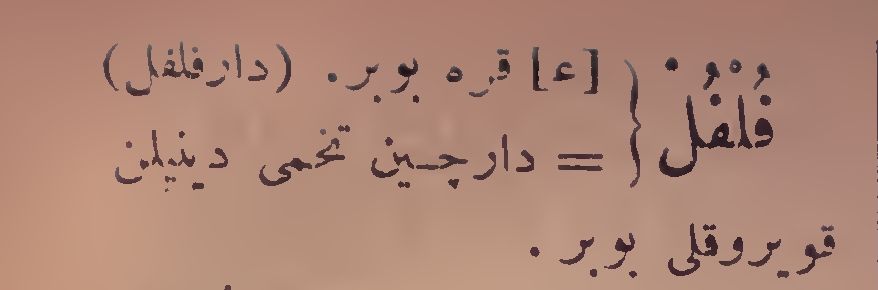 فُلْفُلْ { [ع] قره بوبر. (دارفلفل)
= دارچین تخمی دینیلن
قویروقلی بوبر.